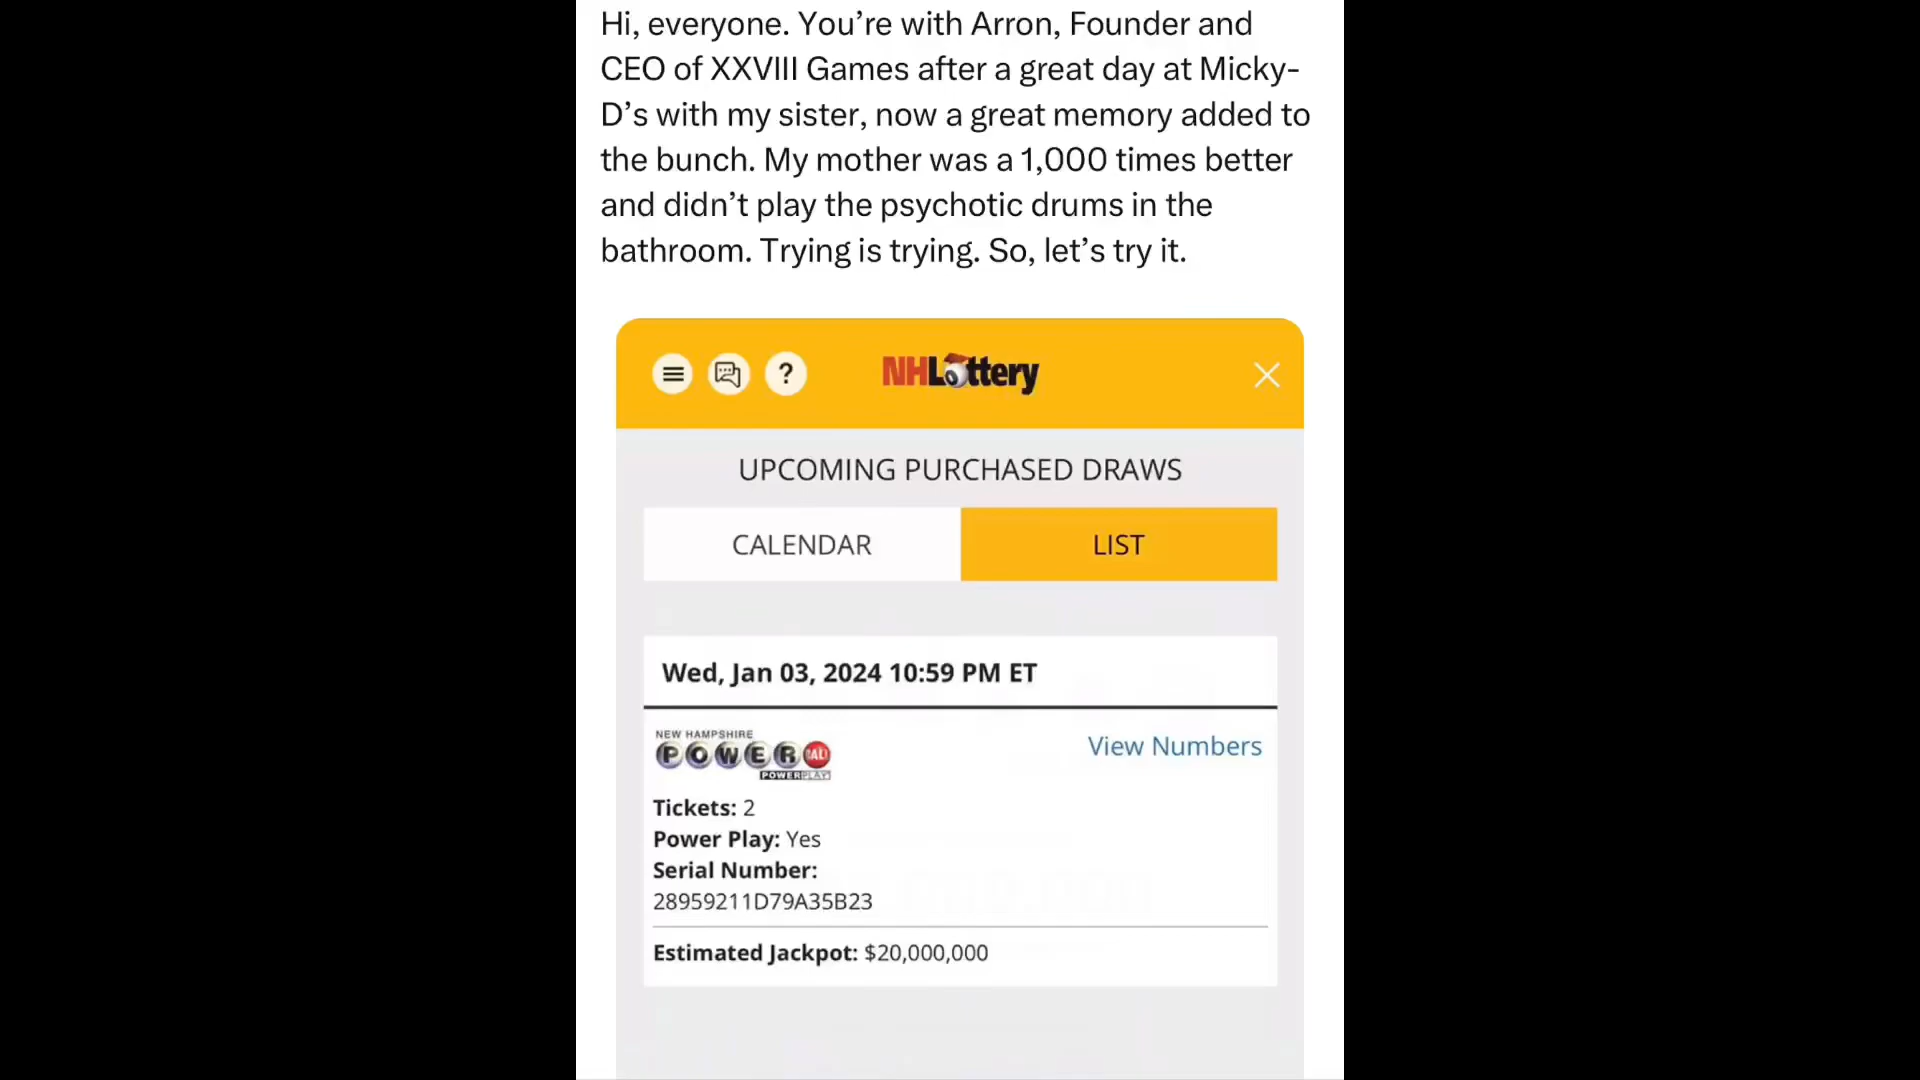 Hi, everyone. You’re with Arron, Founder and
CEO of XXVIII Games after a great day at Micky-
D’s with my sister, now a great memory added to
the bunch. My mother was a 1,000 times better
and didn’t play the psychotic drums in the
bathroom. Trying is trying. So, let’s try it.
?
NHLottery
UPCOMING PURCHASED DRAWS
CALENDAR
LIST
Wed, Jan 03, 2024 10:59 PM ET
NEW HAMPSHIRE
POWERBALL
POWERPLAY
View Numbers
Tickets: 2
Power Play: Yes
Serial Number:
28959211D79A35B23
Estimated Jackpot: $20,000,000